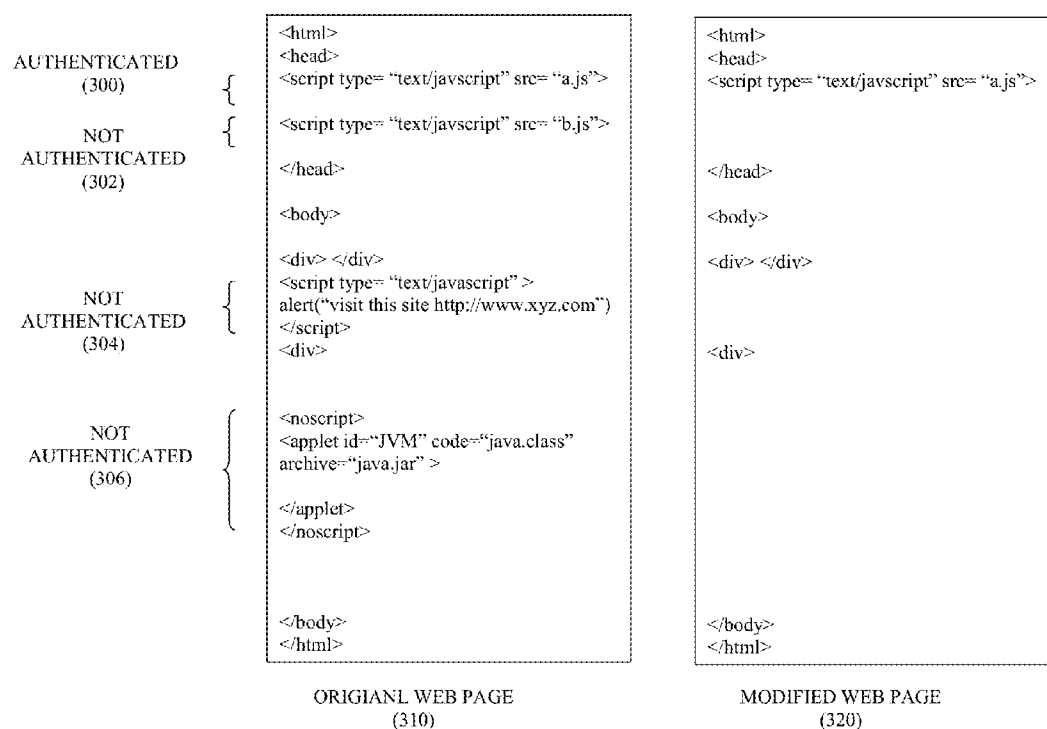 AUTHENTICATED
(300)
NOT
AUTHENTICATED
(302)
NOT
AUTHENTICATED
(304)
NOT
AUTHENTICATED
(306)
<html>
<head>
<script type= “text/javscript” src= “a.js”>
<script type= “text/javscript” src= “b.js”>
</head>
<body>
<div> </div>
<script type= “text/javascript” >
alert(“visit this site http://www.xyz.com”)
</script>
<div>
<noscript>
<applet id=“JVM” code=“java.class”
archive=“java.jar” >
</applet>
</noscript>
</body>
</html>
ORIGIANL WEB PAGE
(310)
<html>
<head>
<script type= “text/javscript” src= “a.js”>
</head>
<body>
<div> </div>
<div>
</body>
</html>
MODIFIED WEB PAGE
(320)